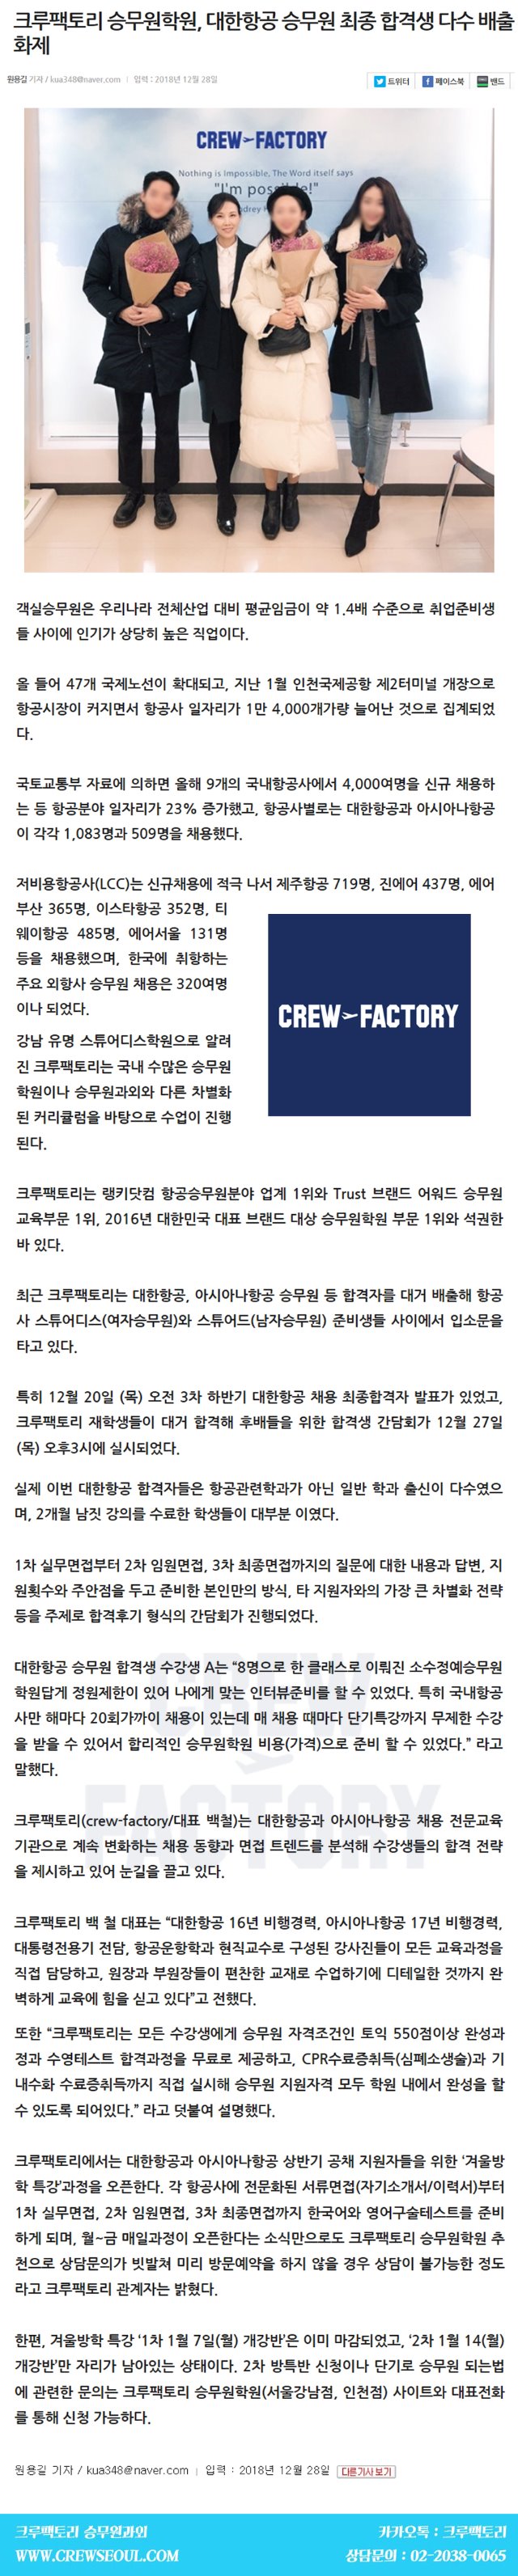 크루팩토리 승무원학원, 대한항공 승무원 최종 합격생 다수 배출
화제
원용길 기자 / kua348@naver.com | 입력 : 2018년 12월 28일
트위터 페이스북 밴드
CREW FACTORY
Nothing is Impossible, The Word itself says
객실승무원은 우리나라 전체산업 대비 평균임금이 약 1.4배 수준으로 취업준비생
들 사이에 인기가 상당히 높은 직업이다.
올 들어 47개 국제노선이 확대되고, 지난 1월 인천국제공항 제2터미널 개장으로
항공시장이 커지면서 항공사 일자리가 1만 4,000개가량 늘어난 것으로 집계되었
다.
국토교통부 자료에 의하면 올해 9개의 국내항공사에서 4,000여명을 신규 채용하
는 등 항공분야 일자리가 23% 증가했고, 항공사별로는 대한항공과 아시아나항공
이 각각 1,083명과 509명을 채용했다.
저비용항공사(LCC)는 신규채용에 적극 나서 제주항공 719명, 진에어 437명, 에어
부산 365명, 이스타항공 352명, 티
웨이항공 485명, 에어서울 131명
등을 채용했으며, 한국에 취항하는
주요 외항사 승무원 채용은 320여명
이나 되었다.
CREW FACTORY
강남 유명 스튜어디스학원으로 알려
진 크루팩토리는 국내 수많은 승무원
학원이나 승무원과외와 다른 차별화
된 커리큘럼을 바탕으로 수업이 진행
된다.
크루팩토리는 랭키닷컴 항공승무원분야 업계 1위와 Trust 브랜드 어워드 승무원
교육부문 1위, 2016년 대한민국 대표 브랜드 대상 승무원학원 부문 1위와 석권한
바 있다.
최근 크루팩토리는 대한항공, 아시아나항공 승무원 등 합격자를 대거 배출해 항공
사 스튜어디스(여자승무원)와 스튜어드(남자승무원) 준비생들 사이에서 입소문을
타고 있다.
특히 12월 20일 (목) 오전 3차 하반기 대한항공 채용 최종합격자 발표가 있었고,
크루팩토리 재학생들이 대거 합격해 후배들을 위한 합격생 간담회가 12월 27일
(목) 오후3시에 실시되었다.
실제 이번 대한항공 합격자들은 항공관련학과가 아닌 일반 학과 출신이 다수였으
며, 2개월 남짓 강의를 수료한 학생들이 대부분 이였다.
1차 실무면접부터 2차 임원면접, 3차 최종면접까지의 질문에 대한 내용과 답변, 지
원횟수와 주안점을 두고 준비한 본인만의 방식, 타 지원자와의 가장 큰 차별화 전략
등을 주제로 합격후기 형식의 간담회가 진행되었다.
대한항공 승무원 합격생 수강생 A는 “8명으로 한 클래스로 이뤄진 소수정예승무원
학원답게 정원제한이 있어 나에게 맞는 인터뷰준비를 할 수 있었다. 특히 국내항공
사만 해마다 20회가까이 채용이 있는데 매 채용 때마다 단기특강까지 무제한 수강
을 받을 수 있어서 합리적인 승무원학원 비용(가격)으로 준비 할 수 있었다.” 라고
말했다.
CREW FACTORY
크루팩토리(crew-factory/대표 백철)는 대한항공과 아시아나항공 채용 전문교육
기관으로 계속 변화하는 채용 동향과 면접 트렌드를 분석해 수강생들의 합격 전략
을 제시하고 있어 눈길을 끌고 있다.
크루팩토리 백 철 대표는 “대한항공 16년 비행경력, 아시아나항공 17년 비행경력,
대통령전용기 전담, 항공운항학과 현직교수로 구성된 강사진들이 모든 교육과정을
직접 담당하고, 원장과 부원장들이 편찬한 교재로 수업하기에 디테일한 것까지 완
벽하게 교육에 힘을 싣고 있다”고 전했다.
또한 “크루팩토리는 모든 수강생에게 승무원 자격조건인 토익 550점이상 완성과
정과 수영테스트 합격과정을 무료로 제공하고, CPR수료증취득(심폐소생술)과 기
내수화 수료증취득까지 직접 실시해 승무원 지원자격 모두 학원 내에서 완성을 할
수 있도록 되어있다.” 라고 덧붙여 설명했다.
크루팩토리에서는 대한항공과 아시아나항공 상반기 공채 지원자들을 위한 ‘겨울방
학 특강’과정을 오픈한다. 각 항공사에 전문화된 서류면접(자기소개서/이력서)부터
1차 실무면접, 2차 임원면접, 3차 최종면접까지 한국어와 영어구술테스트를 준비
하게 되며, 월~금 매일과정이 오픈한다는 소식만으로도 크루팩토리 승무원학원 추
천으로 상담문의가 빗발쳐 미리 방문예약을 하지 않을 경우 상담이 불가능한 정도
라고 크루팩토리 관계자는 밝혔다.
한편, 겨울방학 특강 ‘1차 1월 7일(월) 개강반’은 이미 마감되었고, ‘2차 1월 14(월)
개강반’만 자리가 남아있는 상태이다. 2차 방특반 신청이나 단기로 승무원 되는법
에 관련한 문의는 크루팩토리 승무원학원(서울강남점, 인천점) 사이트와 대표전화
를 통해 신청 가능하다.
원용길 기자 / kua348@naver.com | 입력 : 2018년 12월 28일 다른기사보기
크루팩토리 승무원과외 카카오톡 : 크루팩토리
WWW.CREWSEOUL.COM 상담문의 : 02-2038-0065